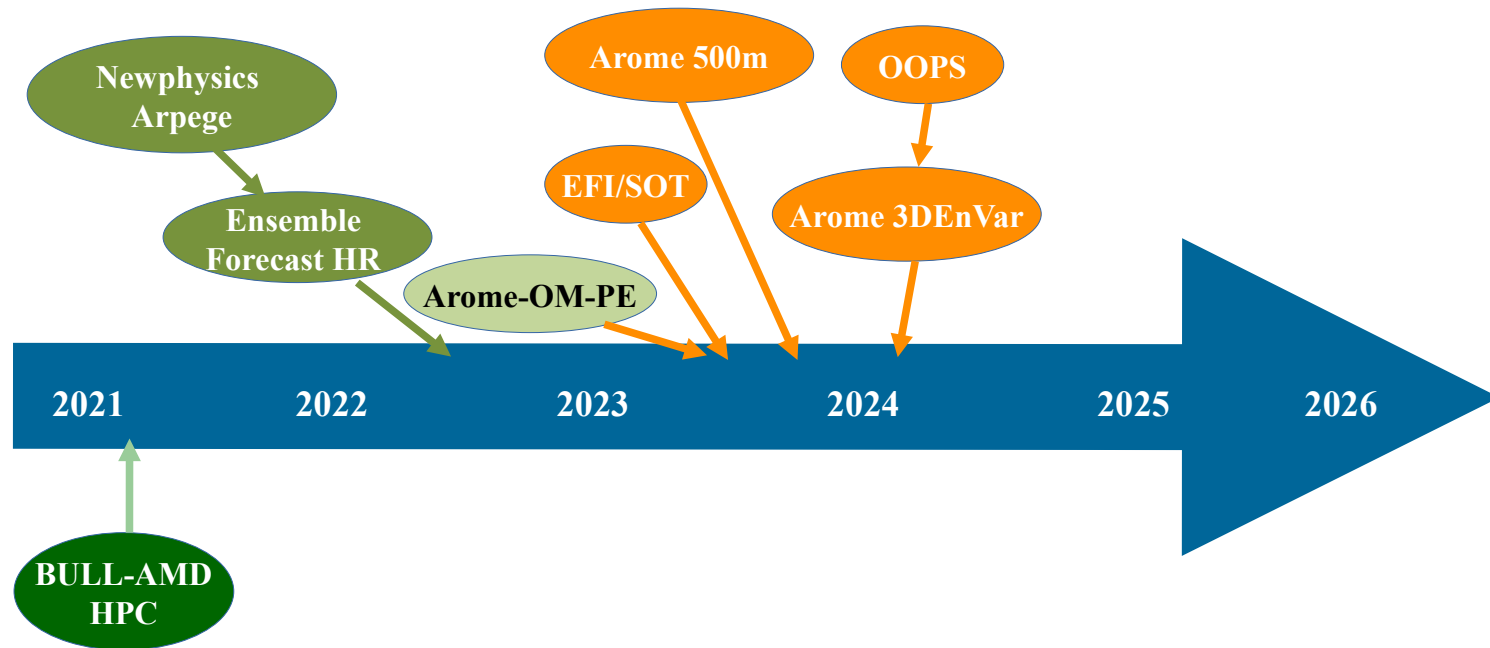 Newphysics
Arpege
Arome 500m
OOPS
EFI/SOT
Ensemble
Forecast HR
Arome 3DEnVar
Arome-OM-PE
2021 2022 2023 2024 2025 2026
BULL-AMD
HPC